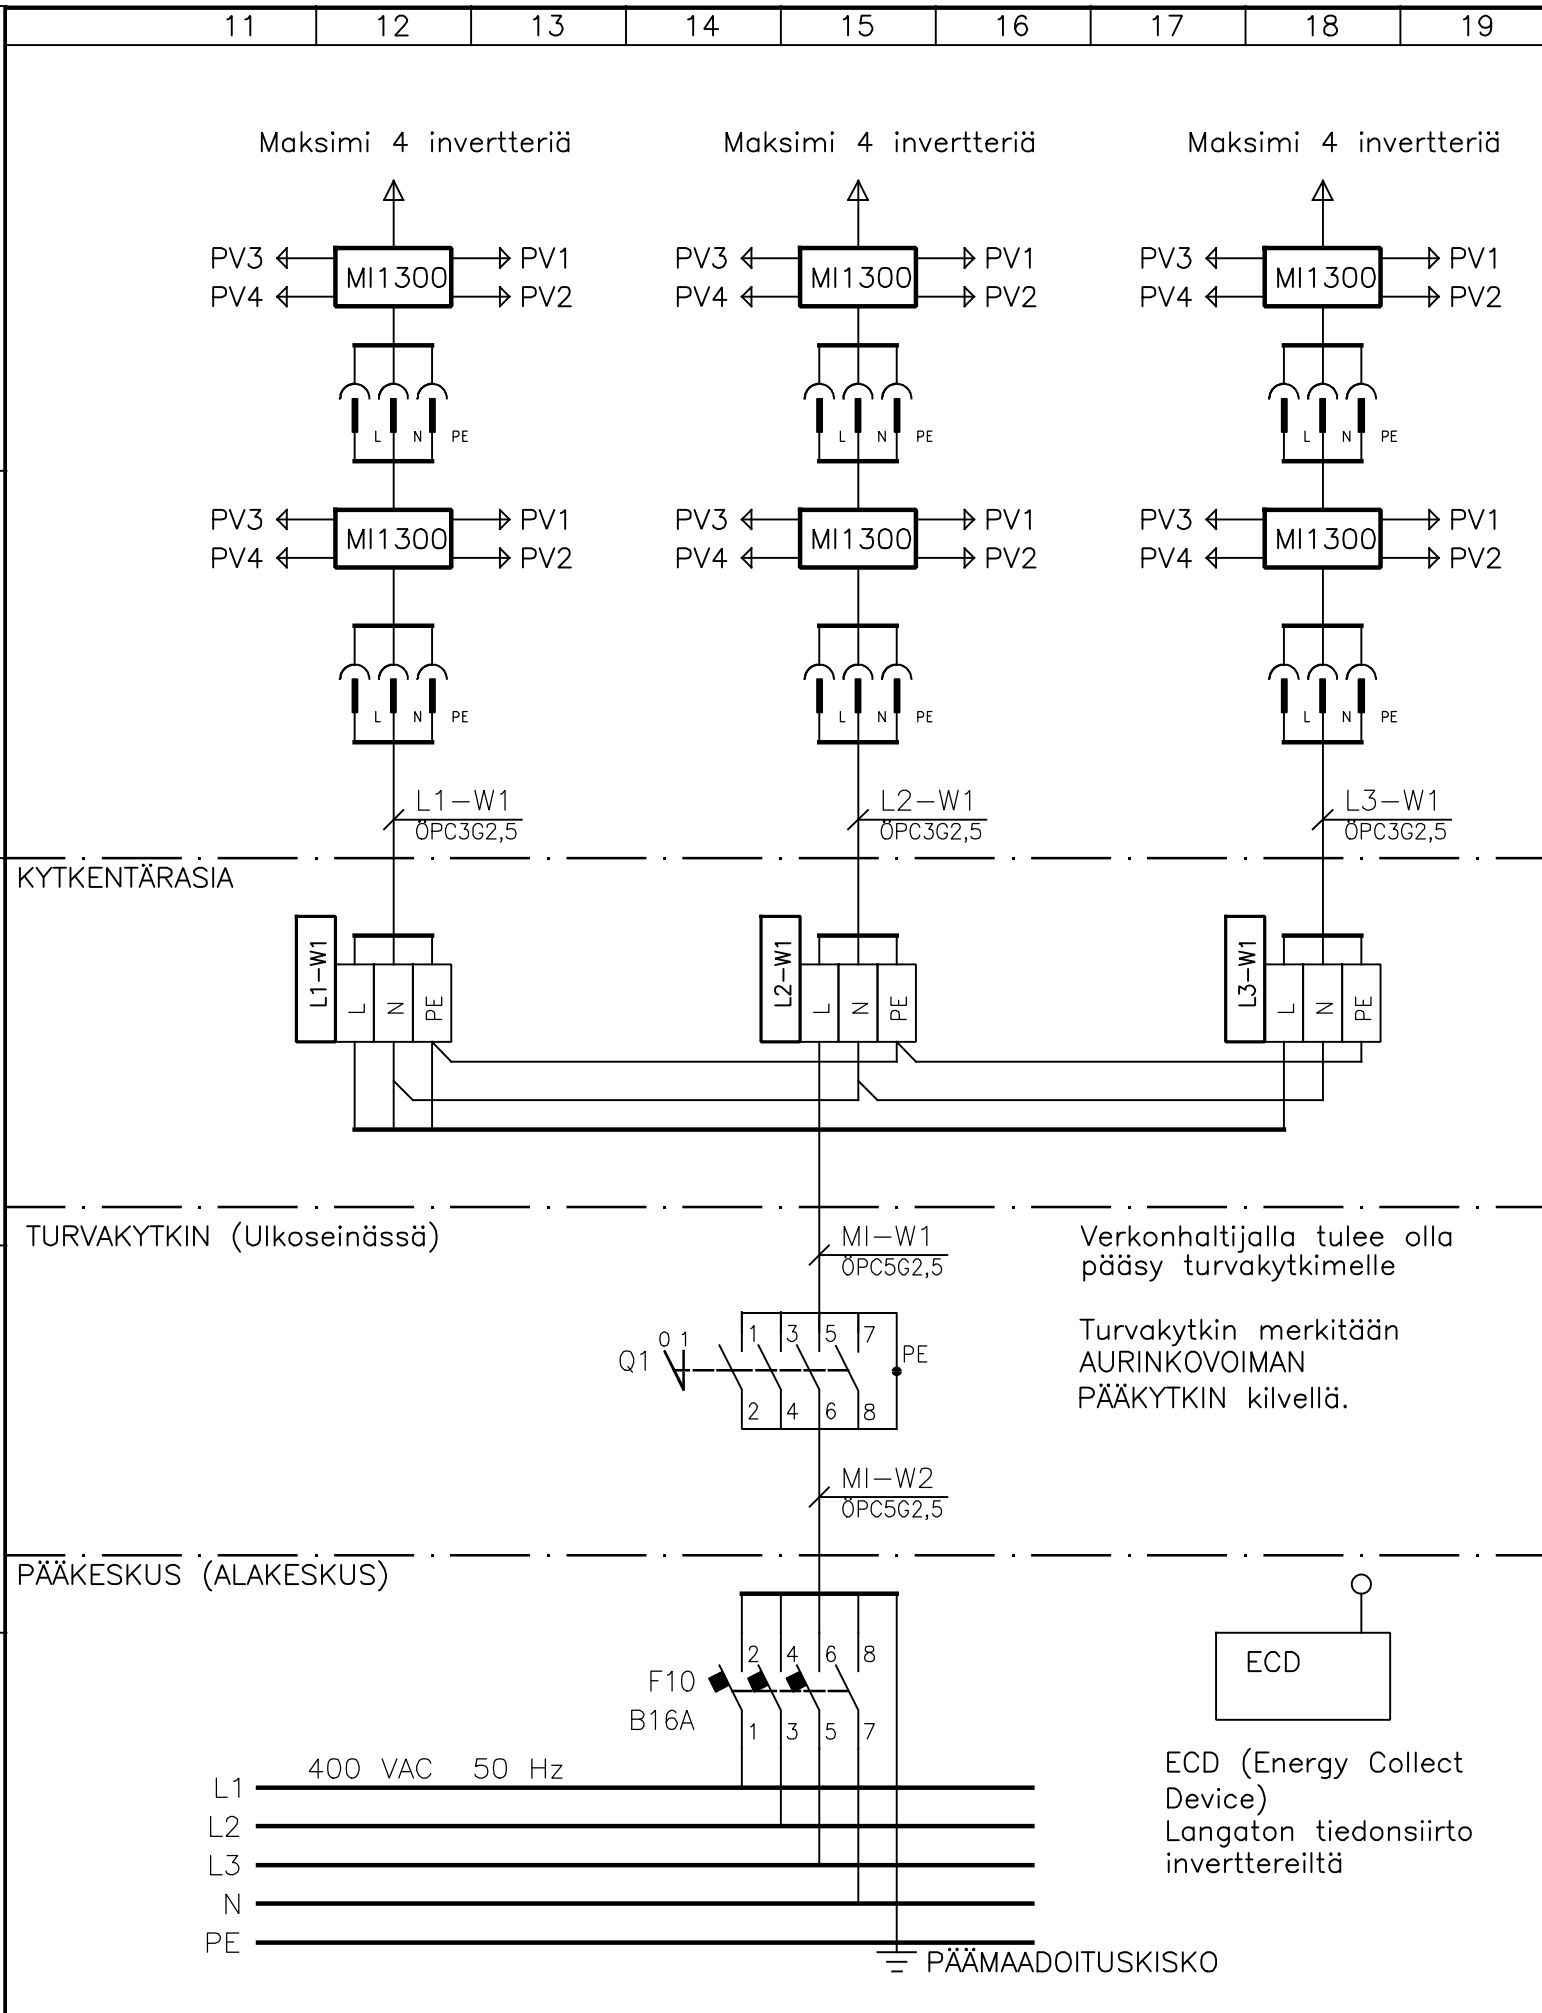 11 12 13 14 15 16 17 18 19
Maksimi 4 invertteriä Maksimi 4 invertteriä Maksimi 4 invertteriä
PV3 MI1300 PV1 PV3 MI1300 PV1 PV3 MI1300 PV1
PV4 PV2 PV4 PV2 PV4 PV2
L N PE L N PE L N PE
PV3 MI1300 PV1 PV3 MI1300 PV1 PV3 MI1300 PV1
PV4 PV2 PV4 PV2 PV4 PV2
L N PE L N PE L N PE
L1-W1 L2-W1 L3-W1
ÖPC3G2,5 ÖPC3G2,5 ÖPC3G2,5
KYTKENTÄRASIA
L1-W1 L N PE L2-W1 L N PE L3-W1 L N PE
TURVAKYTKIN (Ulkoseinässä)
MI-W1
ÖPC5G2,5
Verkonhaltijalla tulee olla
pääsy turvakytkimelle
Turvakytkin merkitään
AURINKOVOIMAN
PÄÄKYTKIN kilvellä.
0 1 1 3 5 7
Q1 PE
2 4 6 8
MI-W2
ÖPC5G2,5
PÄÄKESKUS (ALAKESKUS)
2 4 6 8
F10
B16A
1 3 5 7
ECD
ECD (Energy Collect
Device)
Langaton tiedonsiirto
inverttereiltä
400 VAC 50 Hz
L1
L2
L3
N
PE
PÄÄMAADOITUSKISKO